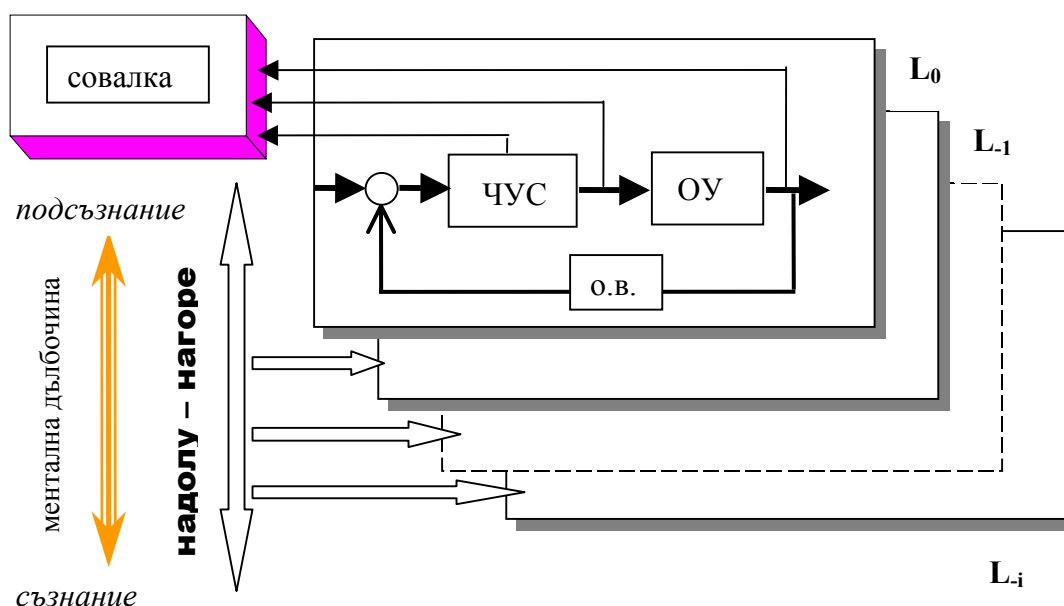 совалка
L₀
L₋₁
ЧУС
ОУ
о.в.
подсъзнание
ментална дълбочина
надолу – нагоре
съзнание
L₋ᵢ